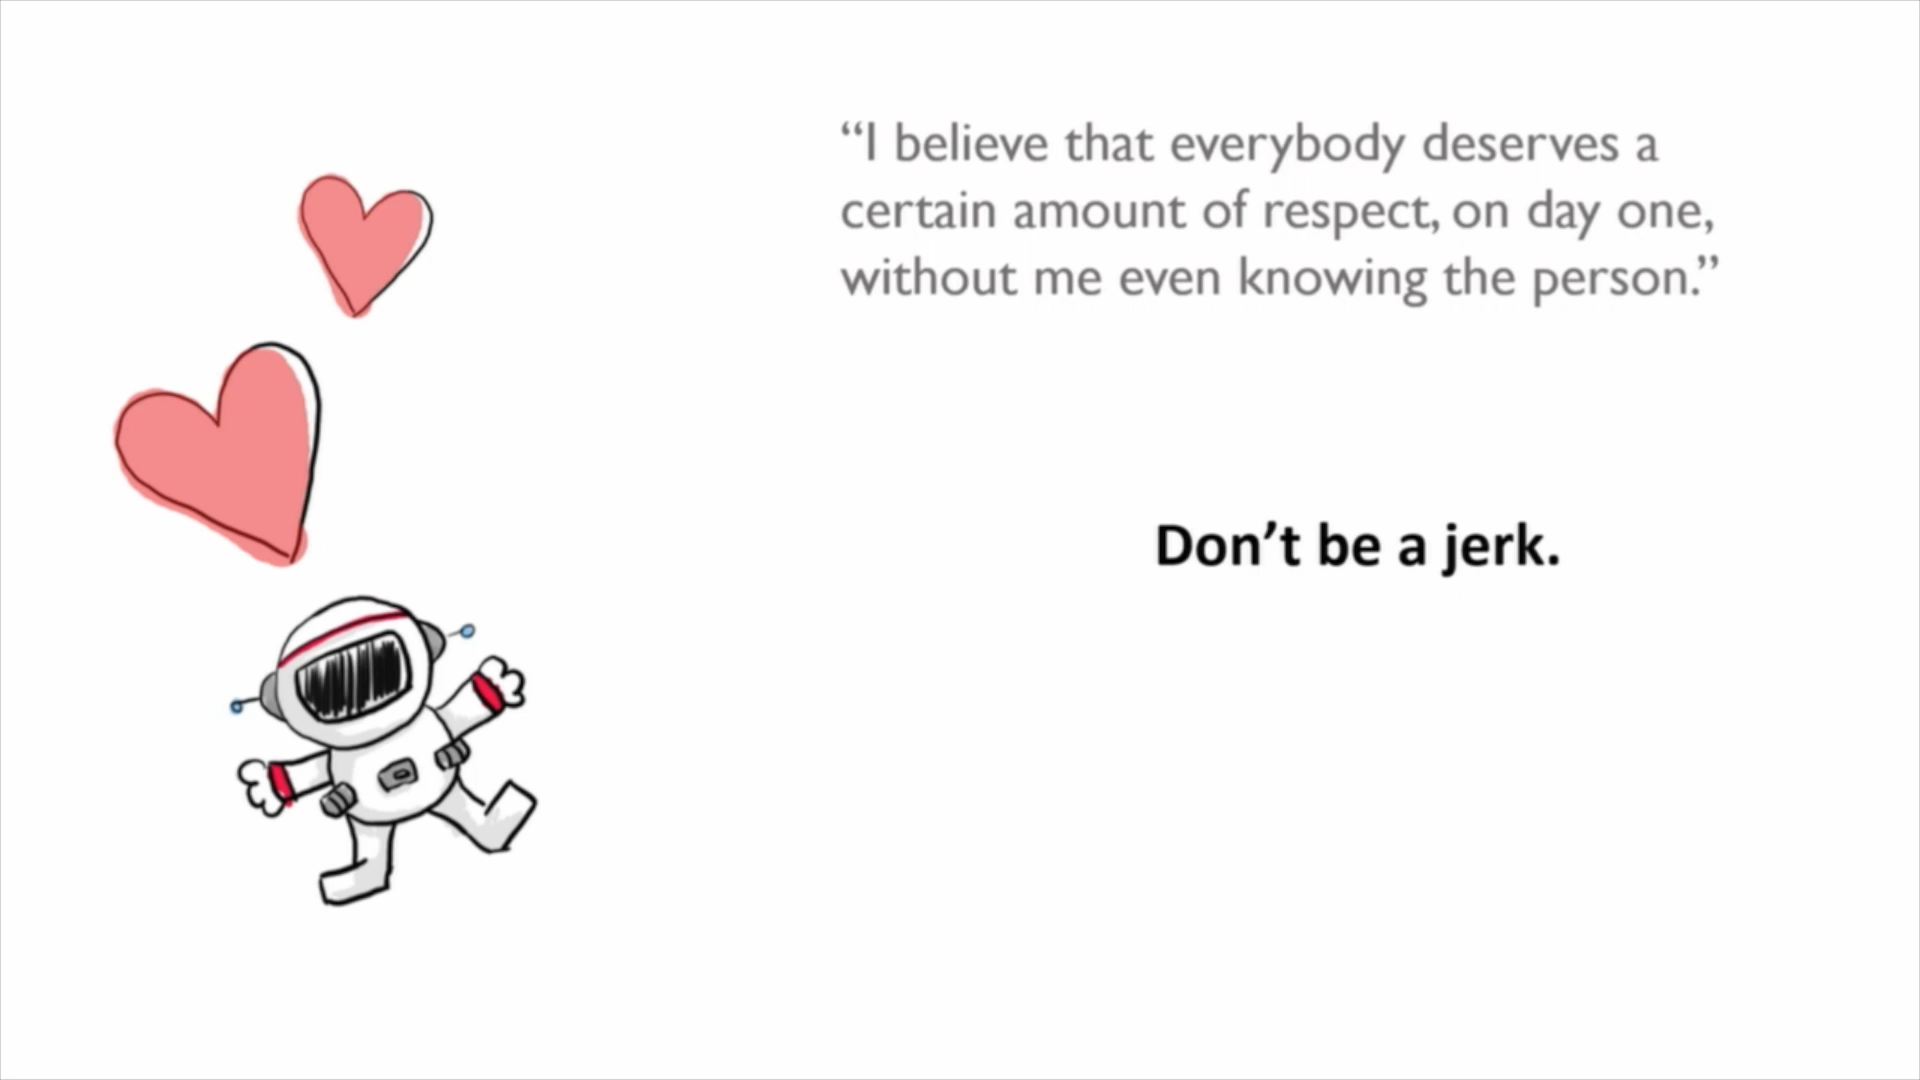 “I believe that everybody deserves a
certain amount of respect, on day one,
without me even knowing the person.”
Don’t be a jerk.